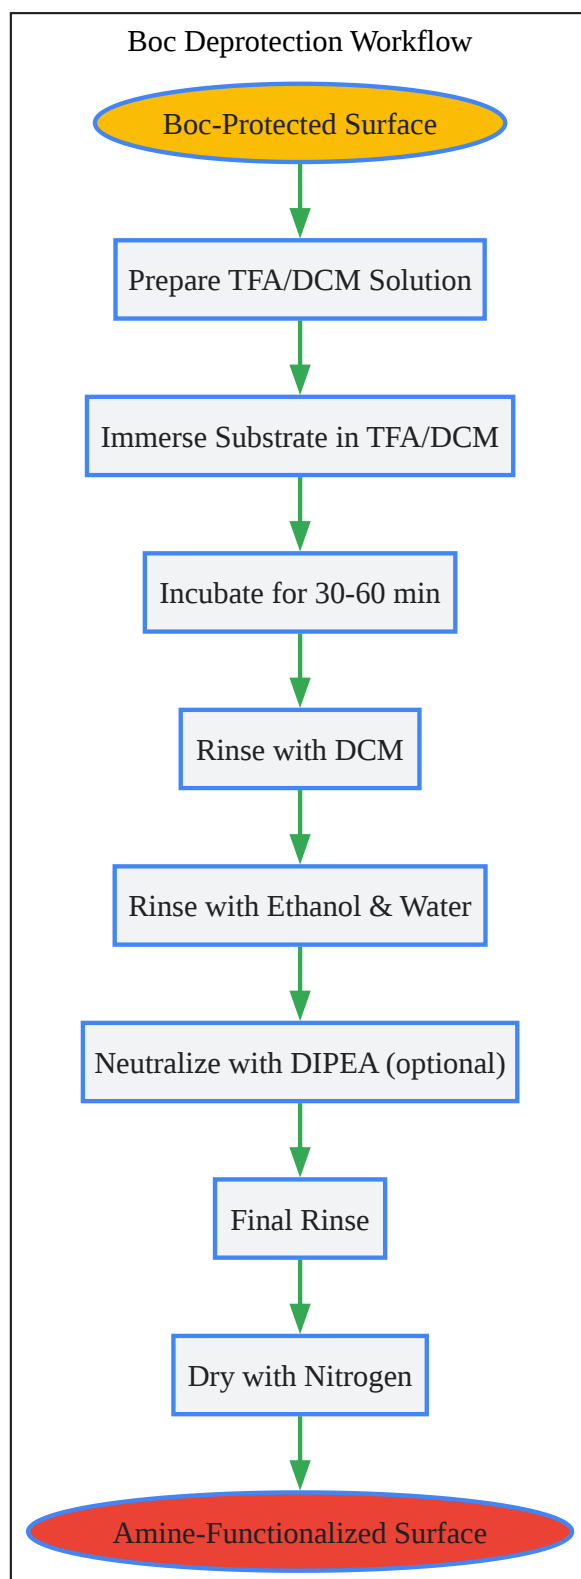 Boc Deprotection Workflow
Boc-Protected Surface
Prepare TFA/DCM Solution
Immerse Substrate in TFA/DCM
Incubate for 30-60 min
Rinse with DCM
Rinse with Ethanol & Water
Neutralize with DIPEA (optional)
Final Rinse
Dry with Nitrogen
Amine-Functionalized Surface